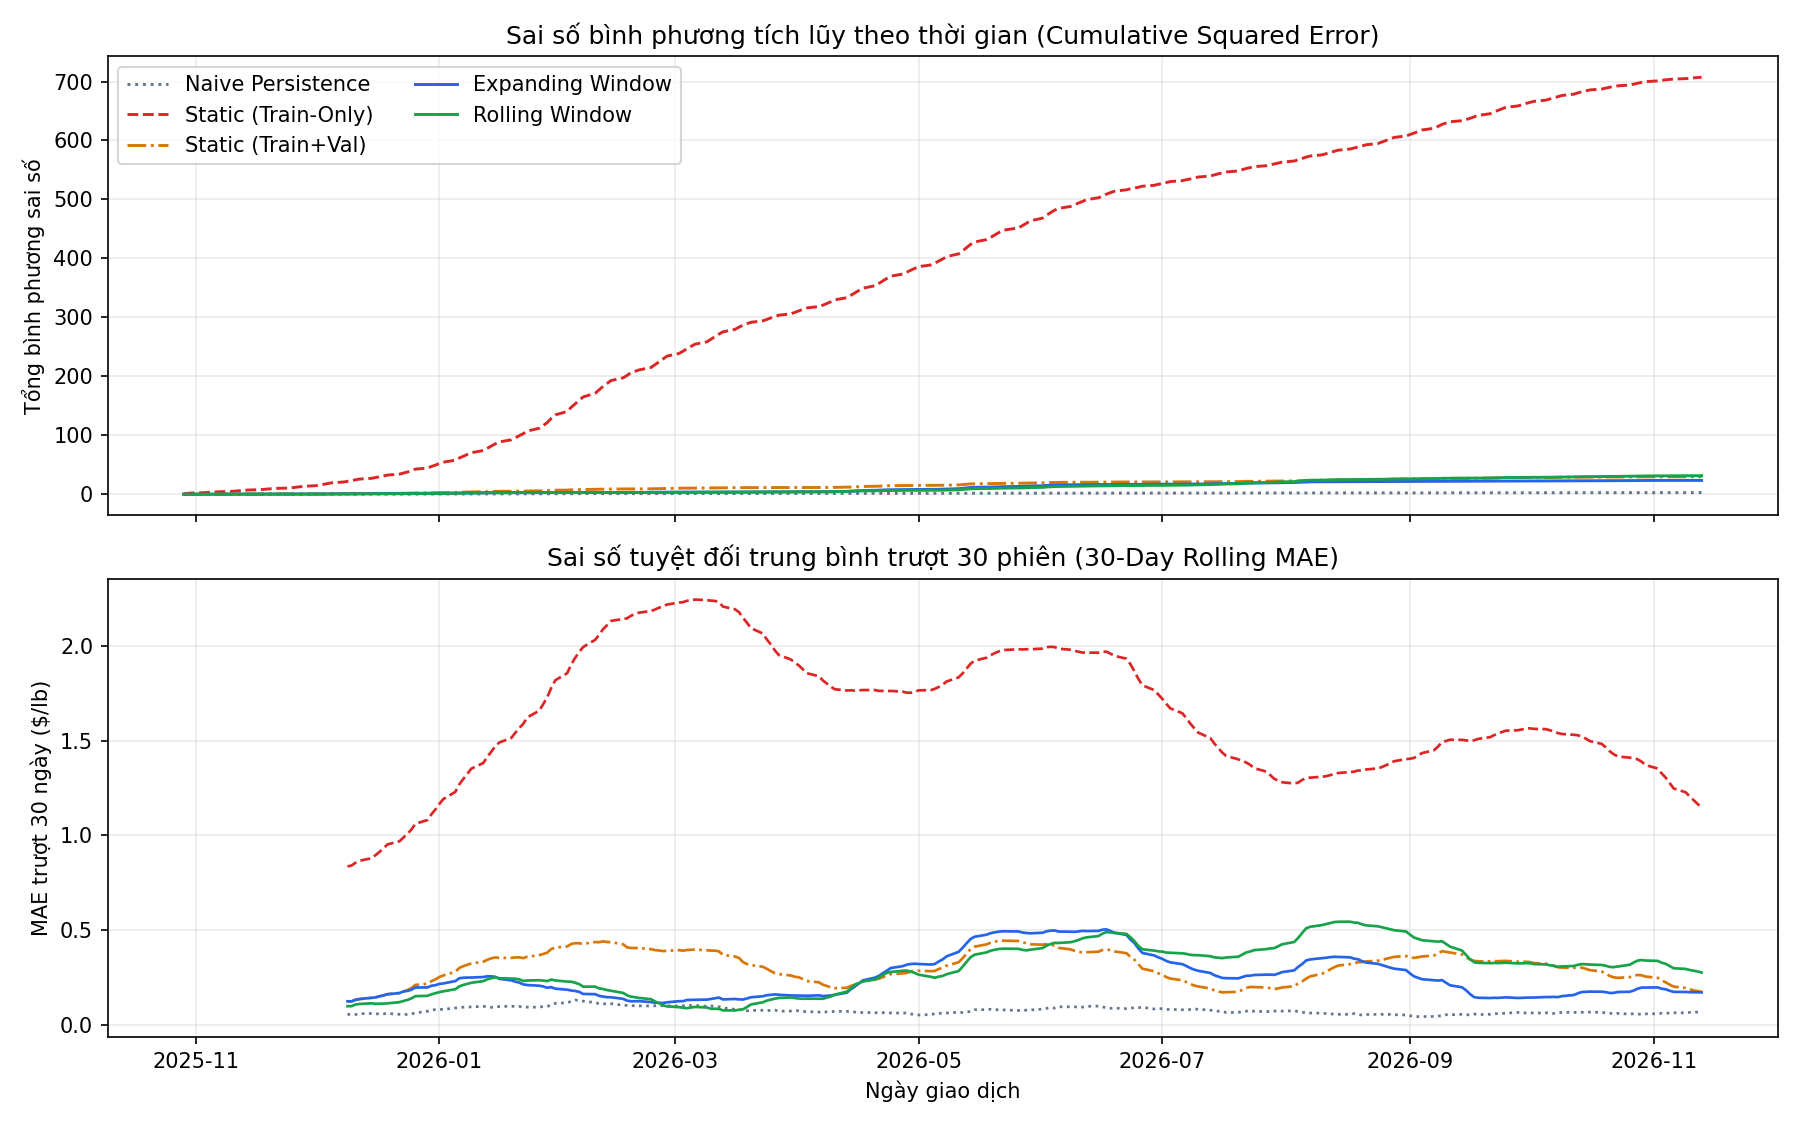 Sai số bình phương tích lũy theo thời gian (Cumulative Squared Error)
Naive Persistence
Static (Train-Only)
Static (Train+Val)
Expanding Window
Rolling Window
Tổng bình phương sai số
700
600
500
400
300
200
100
0
Sai số tuyệt đối trung bình trượt 30 phiên (30-Day Rolling MAE)
MAE trượt 30 ngày ($/lb)
2.0
1.5
1.0
0.5
0.0
2025-11
2026-01
2026-03
2026-05
2026-07
2026-09
2026-11
Ngày giao dịch